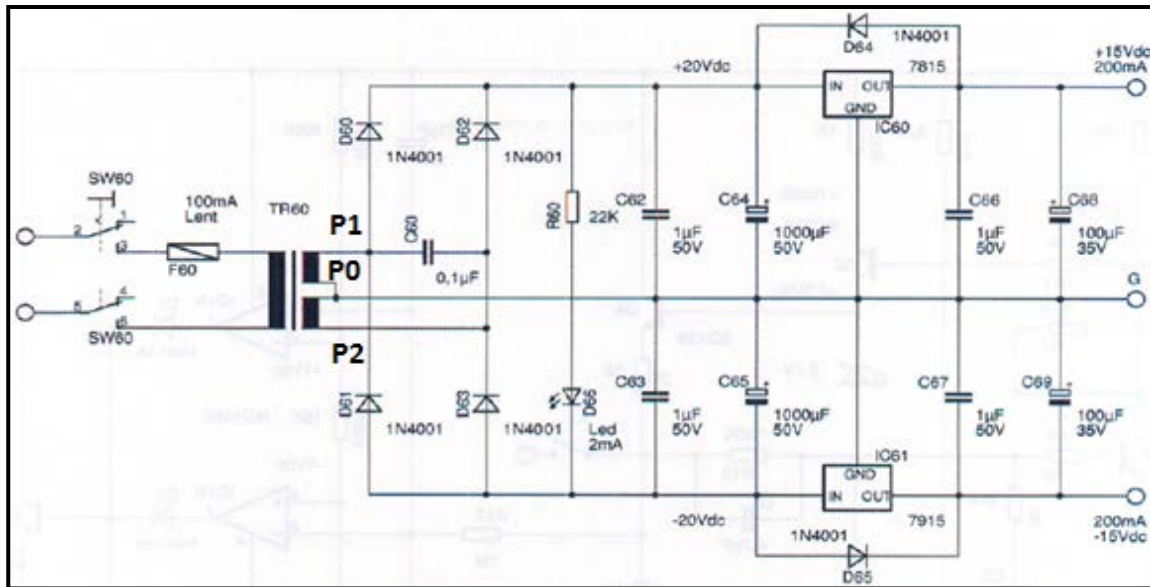 1N4001
D64
+15Vdc
200mA
+20Vdc
7815
IN OUT
GND
IC60
D60
D62
1N4001
1N4001
SW60
1
2
3
100mA
Lent
F60
TR60
P1
P0
P2
C60
0,1µF
R60
22K
C62
1µF
50V
C64
+
1000µF
50V
C66
1µF
50V
C68
+
100µF
35V
G
4
5
6
SW60
D61
1N4001
D63
1N4001
D66
Led
2mA
C63
1µF
50V
C65
+
1000µF
50V
C67
1µF
50V
C69
+
100µF
35V
IC61
GND
IN OUT
-20Vdc
7915
1N4001
D65
200mA
-15Vdc